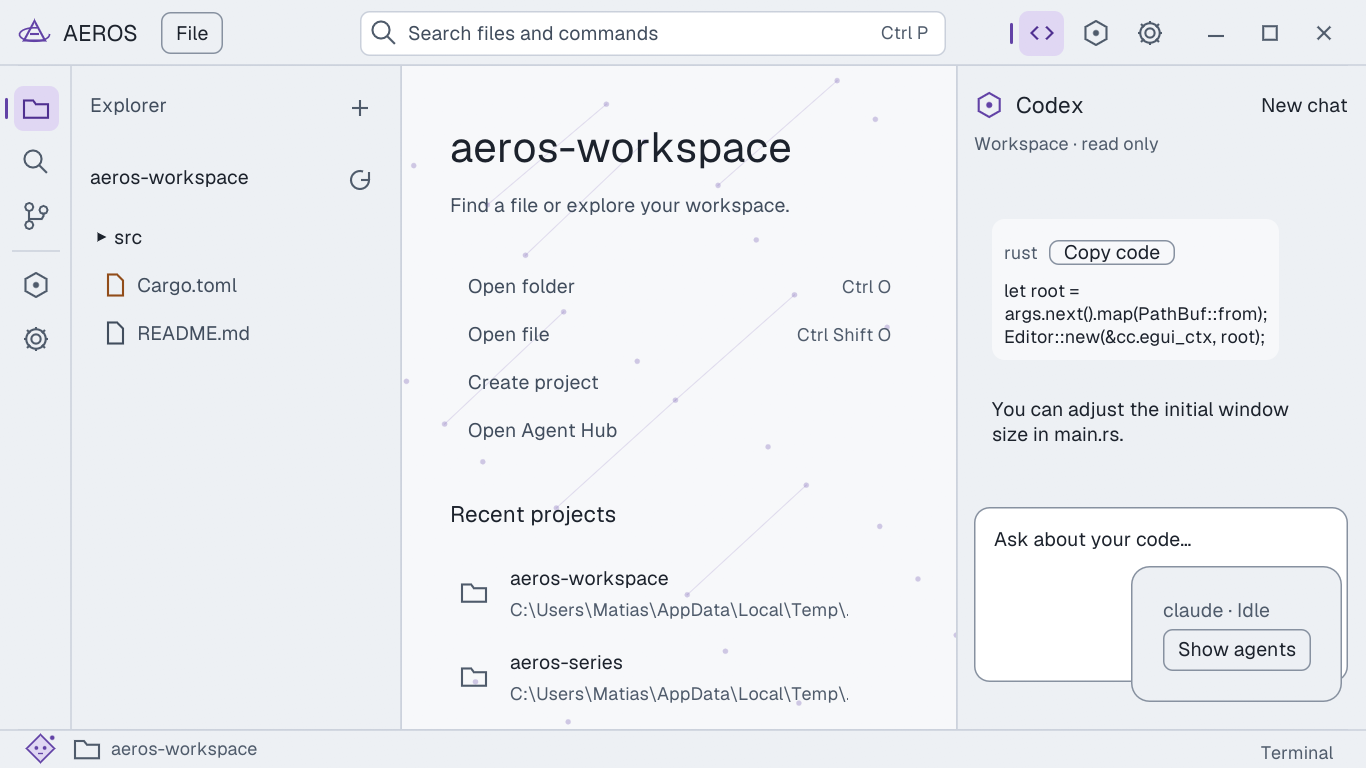 AEROS
File
Search files and commands
Ctrl P
Explorer
aeros-workspace
src
Cargo.toml
README.md
aeros-workspace
Find a file or explore your workspace.
Open folder
Ctrl O
Open file
Ctrl Shift O
Create project
Open Agent Hub
Recent projects
aeros-workspace
C:\Users\Matias\AppData\Local\Temp\.
aeros-series
C:\Users\Matias\AppData\Local\Temp\.
Codex
New chat
Workspace · read only
rust
Copy code
let root =
args.next().map(PathBuf::from);
Editor::new(&cc.egui_ctx, root);
You can adjust the initial window
size in main.rs.
Ask about your code…
claude · Idle
Show agents
aeros-workspace
Terminal